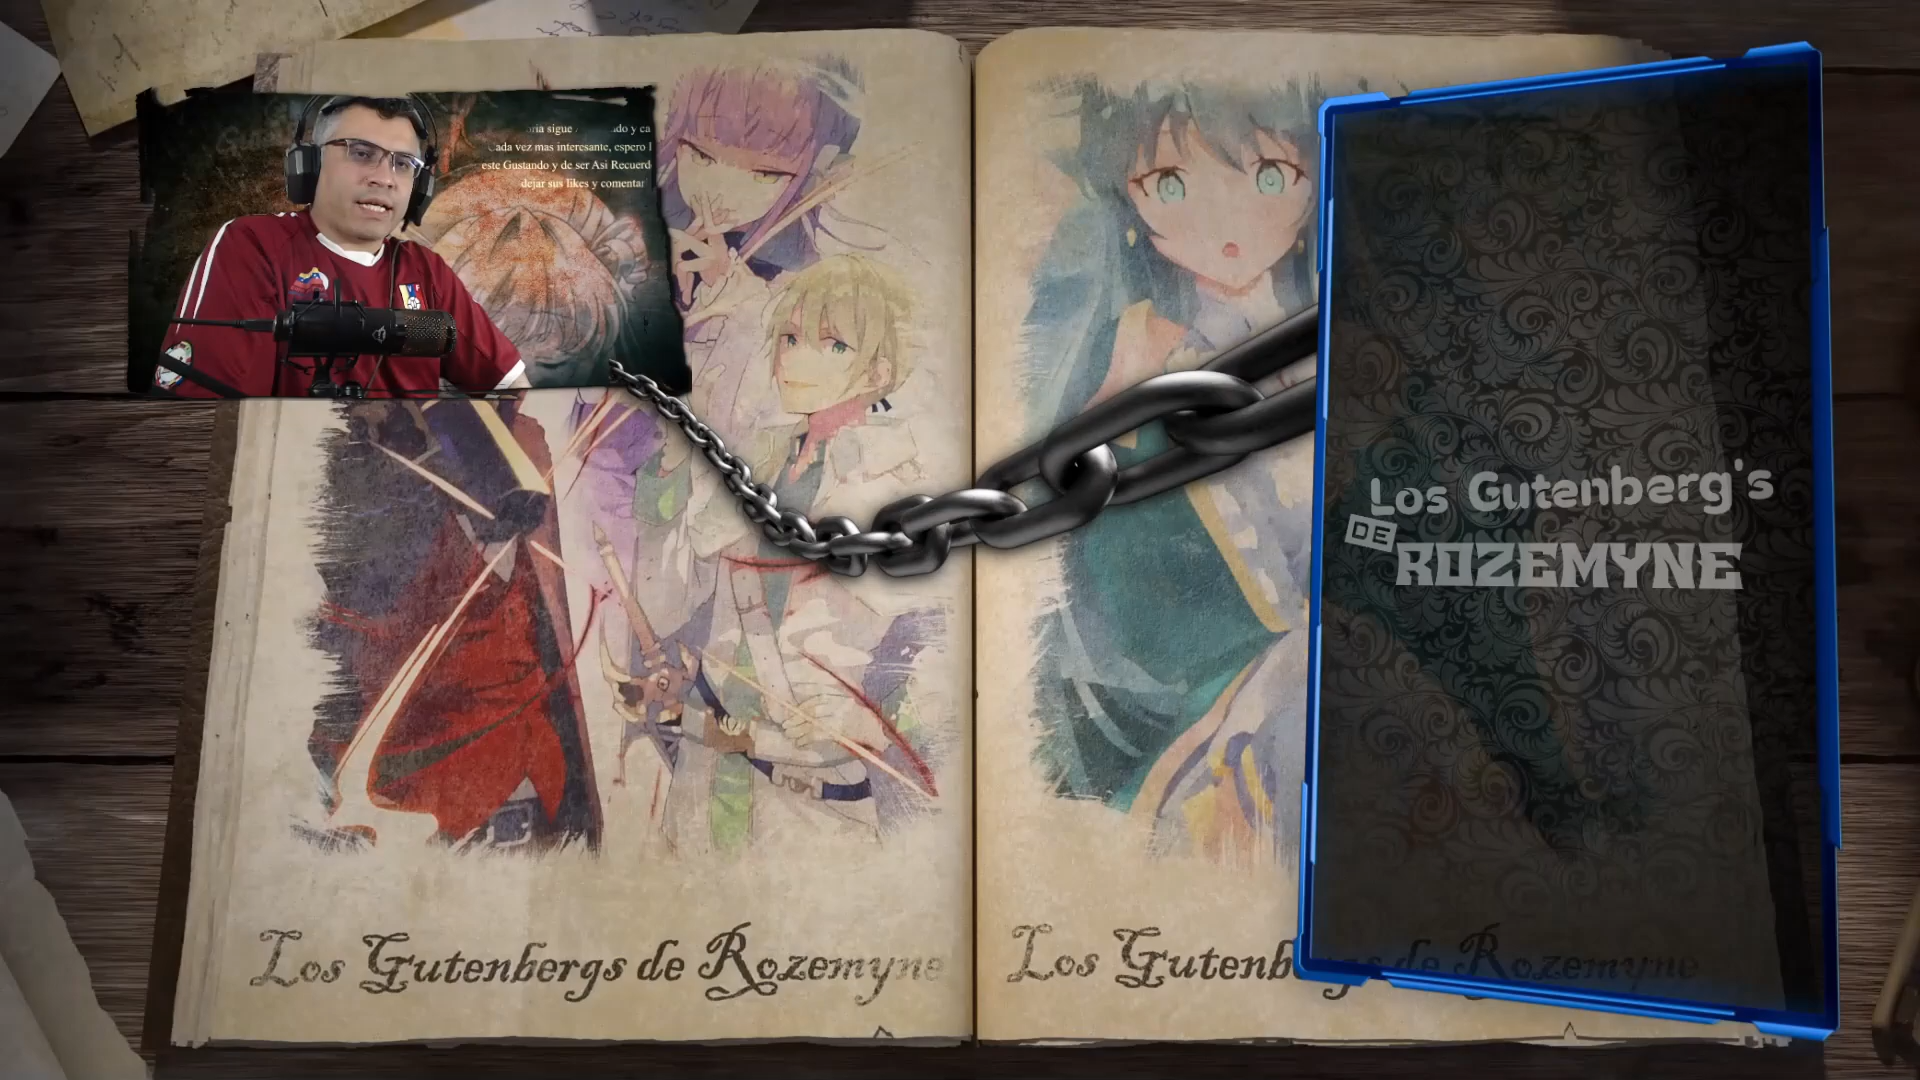 sigue
ada vez mas interesante, espero
este Gustando y de ser Asi Recuerd
dejar sus likes y comentar
Los Gutenberg's
DE
ROZEMYNE
Los Gutenbergs de Rozemyne
Los Gutenbergs de Rozemyne